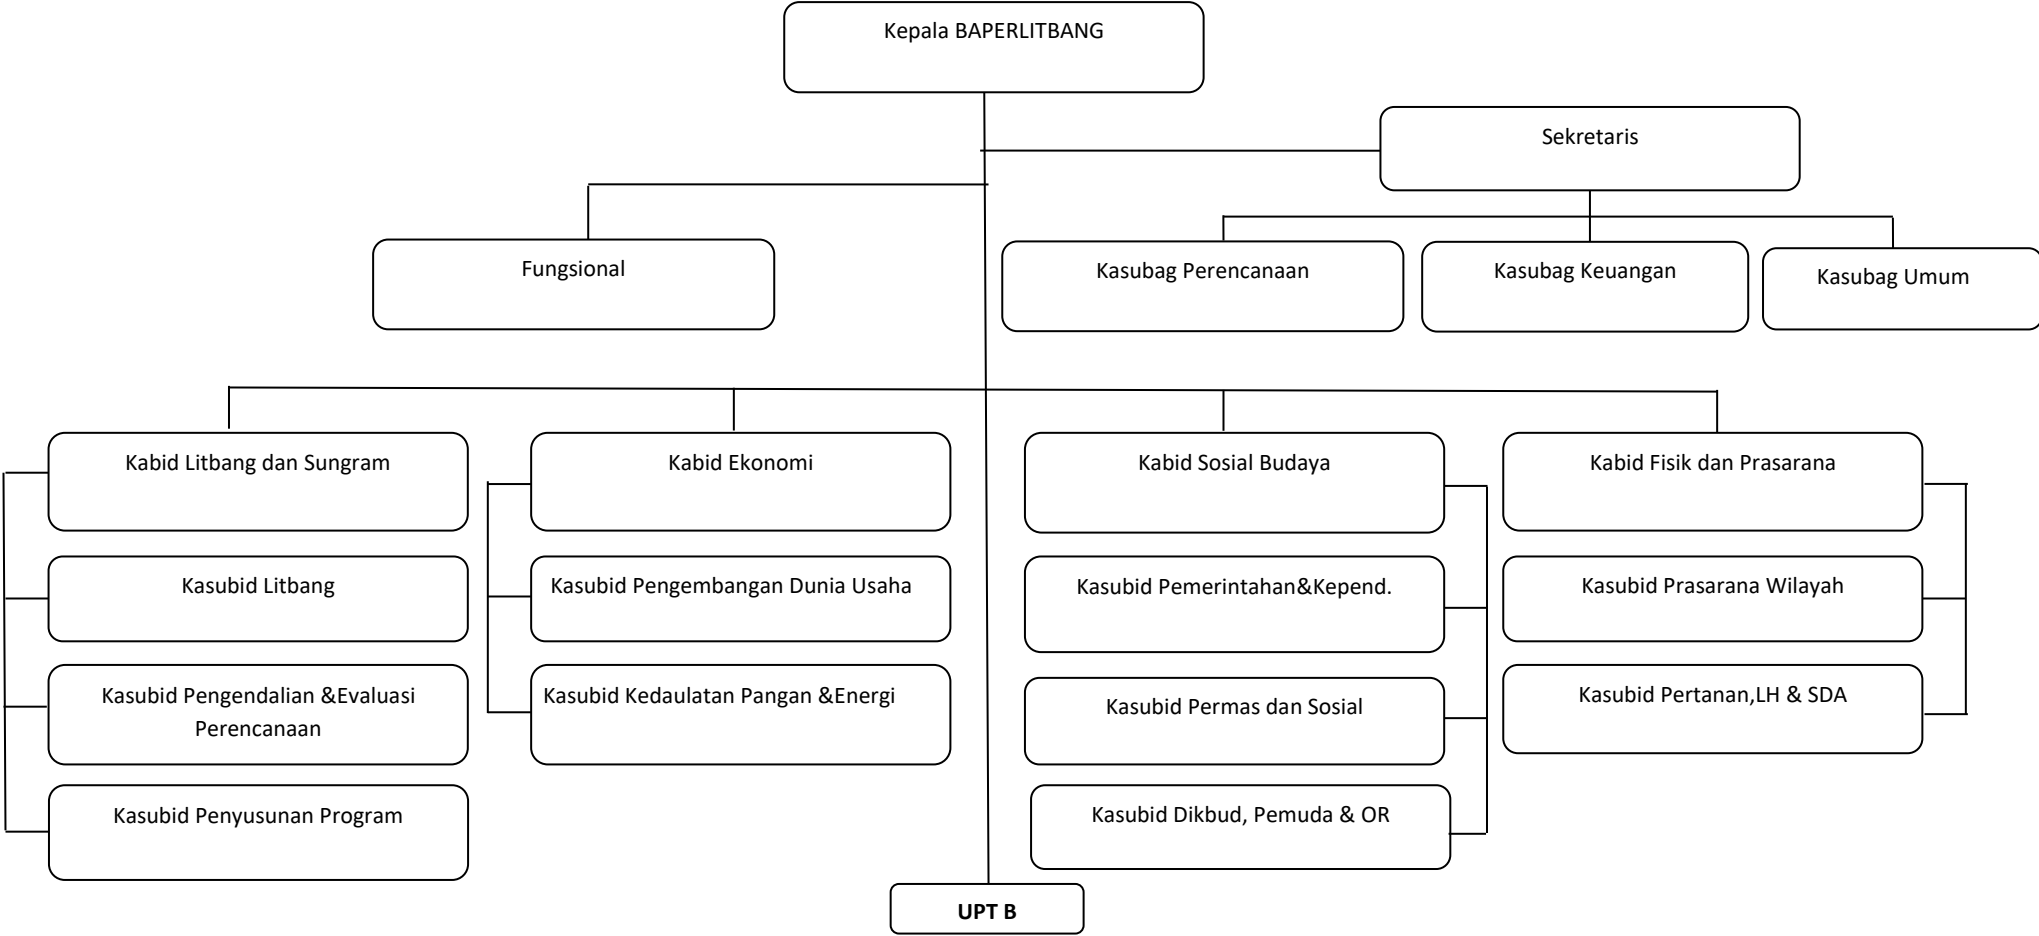 Kepala BAPERLITBANG
Sekretaris
Fungsional
Kasubag Perencanaan
Kasubag Keuangan
Kasubag Umum
Kabid Litbang dan Sungram
Kabid Ekonomi
Kabid Sosial Budaya
Kabid Fisik dan Prasarana
Kasubid Litbang
Kasubid Pengembangan Dunia Usaha
Kasubid Pemerintahan&Kepend.
Kasubid Prasarana Wilayah
Kasubid Pengendalian &Evaluasi
Perencanaan
Kasubid Kedaulatan Pangan &Energi
Kasubid Permas dan Sosial
Kasubid Pertanan,LH & SDA
Kasubid Penyusunan Program
Kasubid Dikbud, Pemuda & OR
UPT B